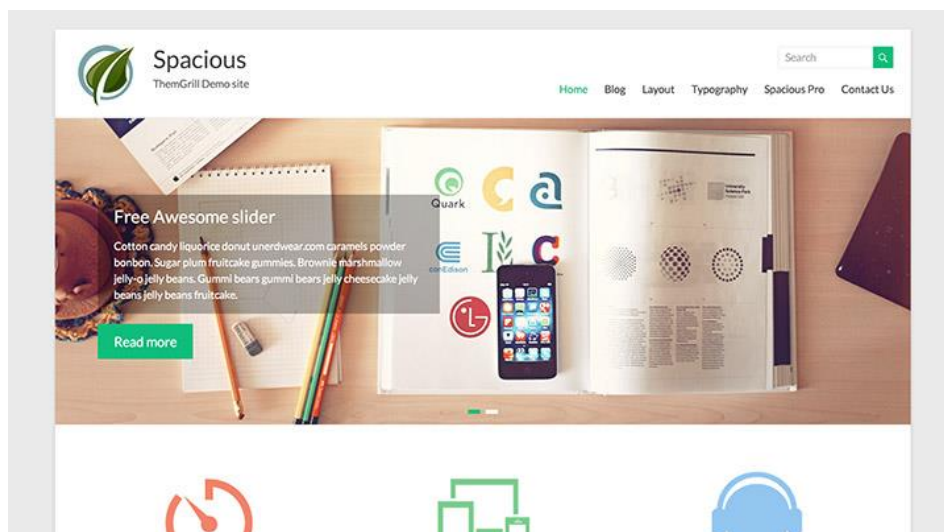 Spacious
ThemGrill Demo site
Search
Home Blog Layout Typography Spacious Pro Contact Us
Free Awesome slider
Cotton candy liquorice donut unerdwear.com caramels powder
bonbon. Sugar plum fruitcake gummies. Brownie marshmallow
jelly-o jelly beans. Gummi bears gummi bears jelly cheesecake jelly
beans jelly beans fruitcake.
Read more
Quark
conEdison